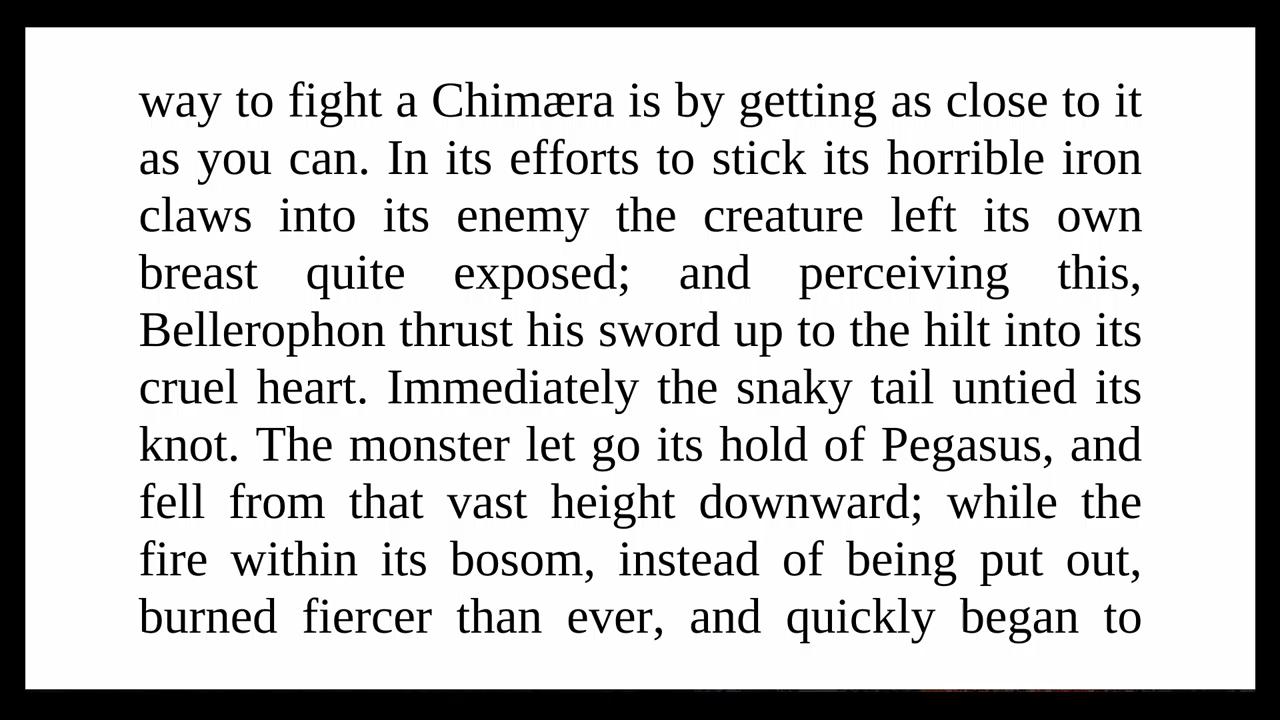 way to fight a Chimæra is by getting as close to it
as you can. In its efforts to stick its horrible iron
claws into its enemy the creature left its own
breast quite exposed; and perceiving this,
Bellerophon thrust his sword up to the hilt into its
cruel heart. Immediately the snaky tail untied its
knot. The monster let go its hold of Pegasus, and
fell from that vast height downward; while the
fire within its bosom, instead of being put out,
burned fiercer than ever, and quickly began to